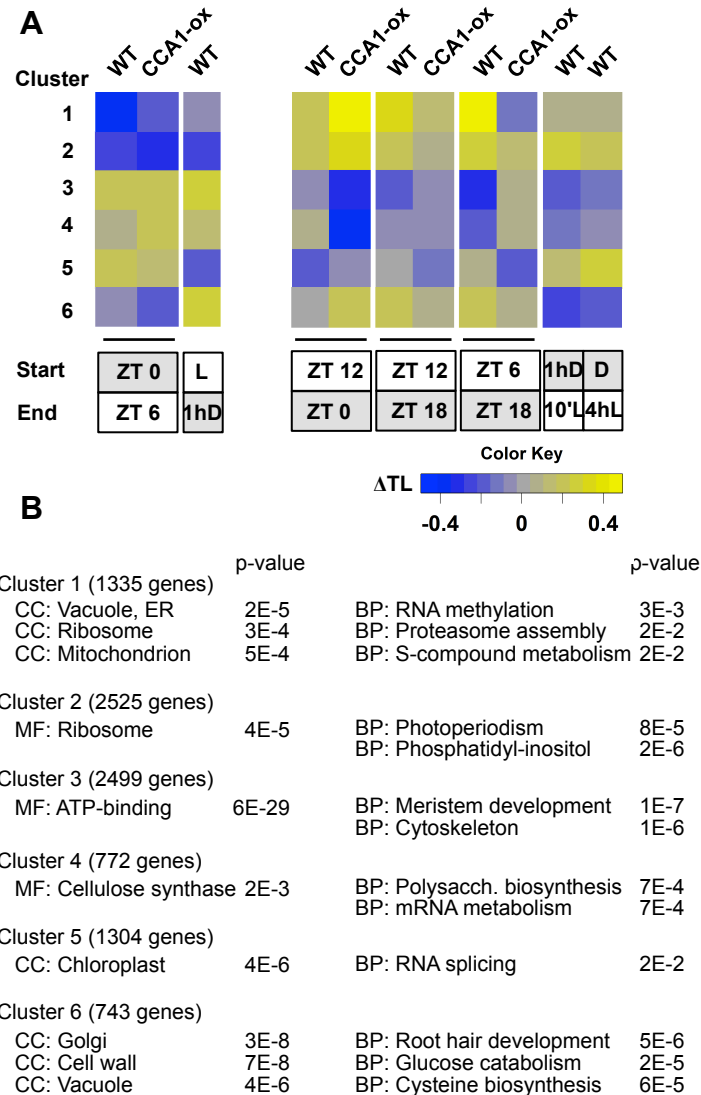 A
WT CCA1-ox WT WT CCA1-ox WT CCA1-ox WT CCA1-ox WT WT
Cluster
1
2
3
4
5
6
Start ZT 0 L ZT 12 ZT 12 ZT 6 1hD D
End ZT 6 1hD ZT 0 ZT 18 ZT 18 10'L 4hL
Color Key
ΔTL
-0.4 0 0.4
B
p-value p-value
Cluster 1 (1335 genes)
CC: Vacuole, ER 2E-5 BP: RNA methylation 3E-3
CC: Ribosome 3E-4 BP: Proteasome assembly 2E-2
CC: Mitochondrion 5E-4 BP: S-compound metabolism 2E-2
Cluster 2 (2525 genes)
MF: Ribosome 4E-5 BP: Photoperiodism 8E-5
BP: Phosphatidyl-inositol 2E-6
Cluster 3 (2499 genes)
MF: ATP-binding 6E-29 BP: Meristem development 1E-7
BP: Cytoskeleton 1E-6
Cluster 4 (772 genes)
MF: Cellulose synthase 2E-3 BP: Polysacch. biosynthesis 7E-4
BP: mRNA metabolism 7E-4
Cluster 5 (1304 genes)
CC: Chloroplast 4E-6 BP: RNA splicing 2E-2
Cluster 6 (743 genes)
CC: Golgi 3E-8 BP: Root hair development 5E-6
CC: Cell wall 7E-8 BP: Glucose catabolism 2E-5
CC: Vacuole 4E-6 BP: Cysteine biosynthesis 6E-5